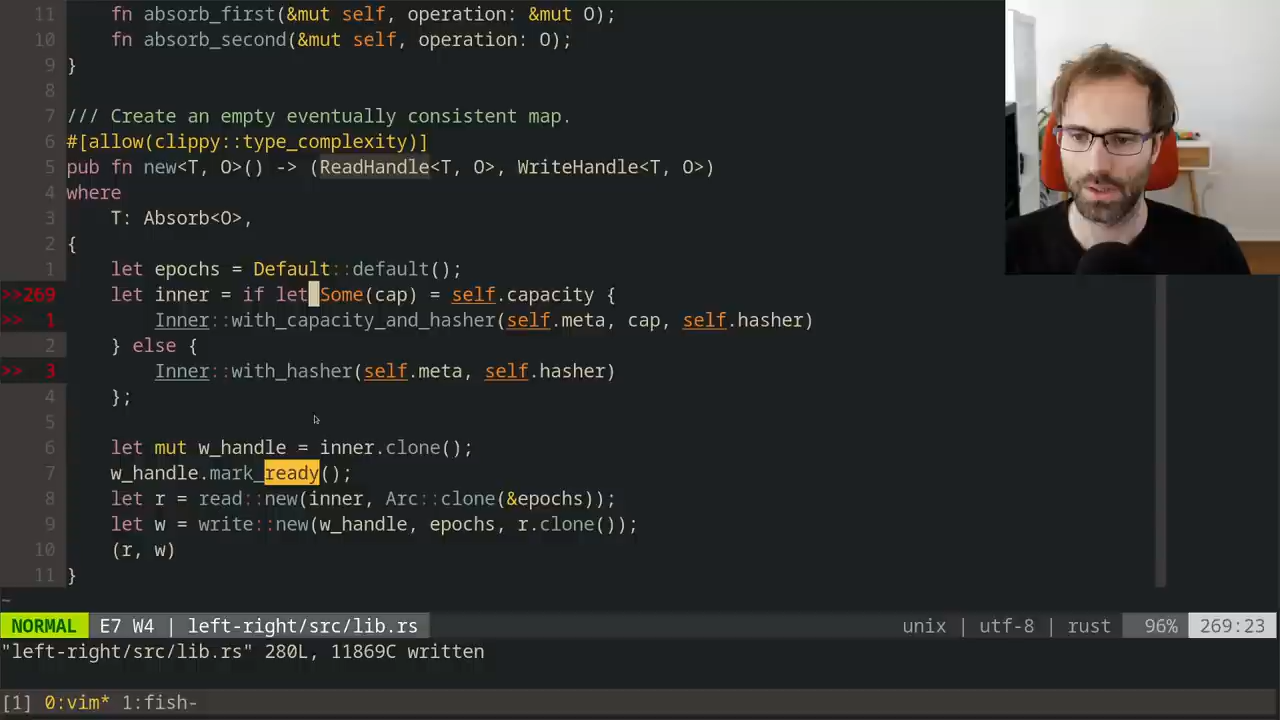 11     fn absorb_first(&mut self, operation: &mut O);
10     fn absorb_second(&mut self, operation: O);
9 }
8
7 /// Create an empty eventually consistent map.
6 #[allow(clippy::type_complexity)]
5 pub fn new<T, O>() -> (ReadHandle<T, O>, WriteHandle<T, O>)
4 where
3     T: Absorb<O>,
2 {
1     let epochs = Default::default();
>>269     let inner = if let Some(cap) = self.capacity {
>> 1         Inner::with_capacity_and_hasher(self.meta, cap, self.hasher)
2     } else {
>> 3         Inner::with_hasher(self.meta, self.hasher)
4     };
5
6     let mut w_handle = inner.clone();
7     w_handle.mark_ready();
8     let r = read::new(inner, Arc::clone(&epochs));
9     let w = write::new(w_handle, epochs, r.clone());
10     (r, w)
11 }
~
NORMAL E7 W4 | left-right/src/lib.rs unix | utf-8 | rust 96% 269:23
"left-right/src/lib.rs" 280L, 11869C written
[1] 0:vim* 1:fish-